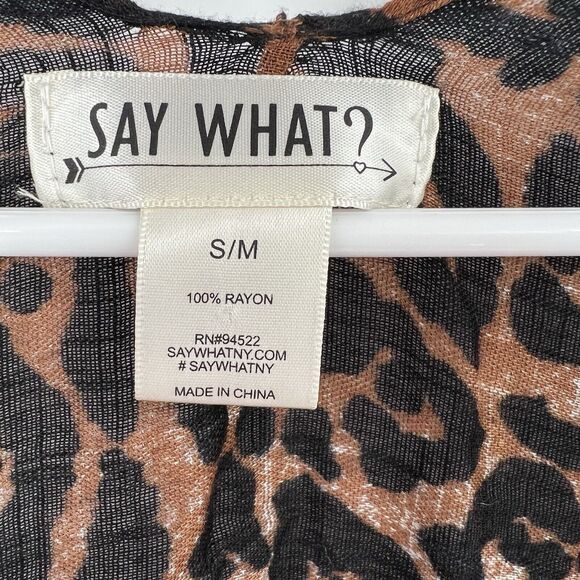 SAY WHAT?
S/M
100% RAYON
RN#94522
SAYWHATNY.COM
# SAYWHATNY
MADE IN CHINA